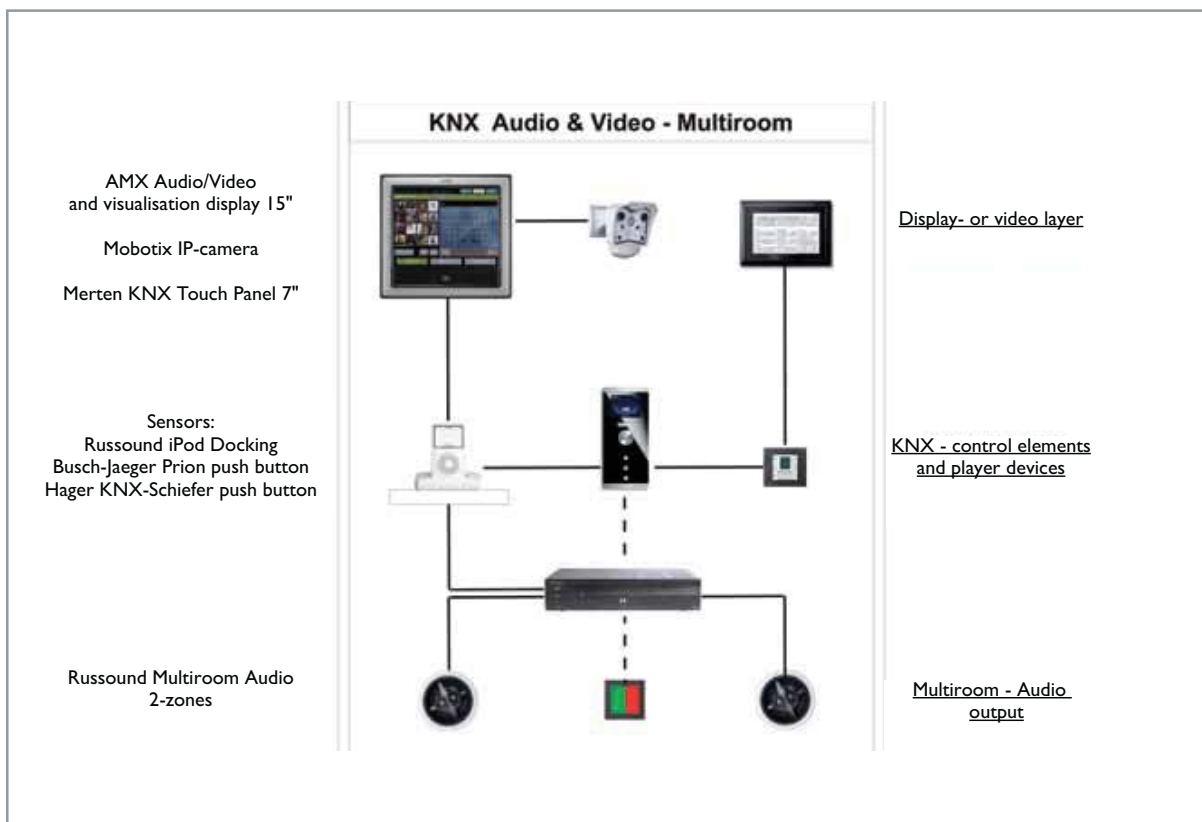 KNX Audio & Video - Multiroom
AMX Audio/Video
and visualisation display 15"
Mobotix IP-camera
Merten KNX Touch Panel 7"
Display- or video layer
Sensors:
Russound iPod Docking
Busch-Jaeger Prion push button
Hager KNX-Schiefer push button
KNX - control elements
and player devices
Russound Multiroom Audio
2-zones
Multiroom - Audio
output